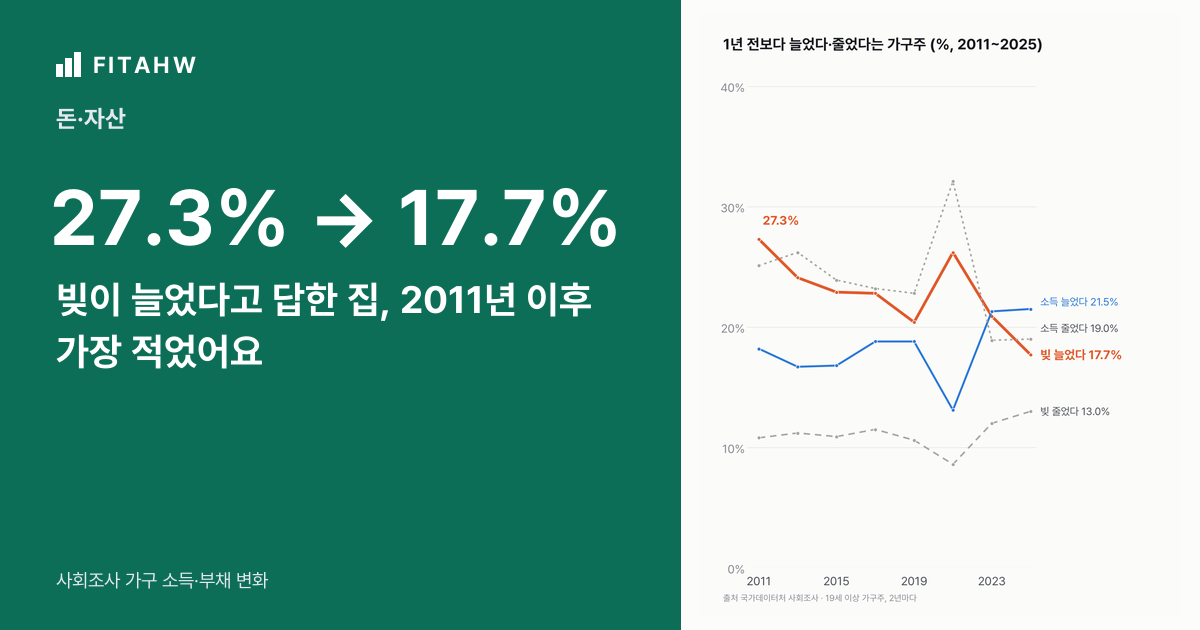 FITAHW
돈·자산
27.3% → 17.7%
빚이 늘었다고 답한 집, 2011년 이후
가장 적었어요
사회조사 가구 소득·부채 변화
1년 전보다 늘었다·줄었다는 가구주 (%, 2011~2025)
40%
30%
27.3%
소득 늘었다 21.5%
20%
소득 줄었다 19.0%
빚 늘었다 17.7%
빚 줄었다 13.0%
10%
0%
2011 2015 2019 2023
출처 국가데이터처 사회조사 · 19세 이상 가구주, 2년마다